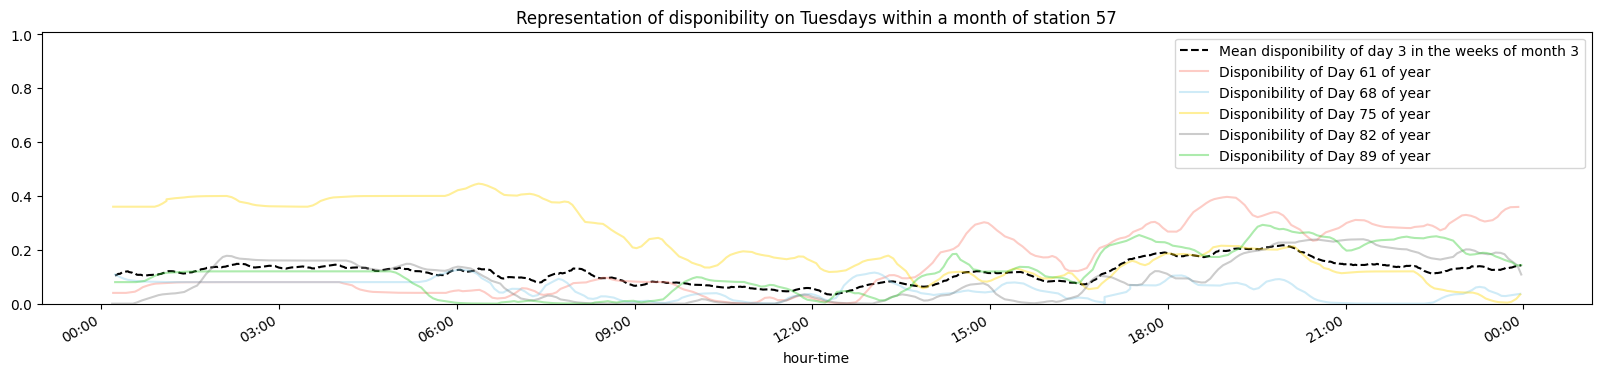 Representation of disponibility on Tuesdays within a month of station 57
1.0
0.8
0.6
0.4
0.2
0.0
Mean disponibility of day 3 in the weeks of month 3
Disponibility of Day 61 of year
Disponibility of Day 68 of year
Disponibility of Day 75 of year
Disponibility of Day 82 of year
Disponibility of Day 89 of year
00:00
03:00
06:00
09:00
12:00
15:00
18:00
21:00
00:00
hour-time